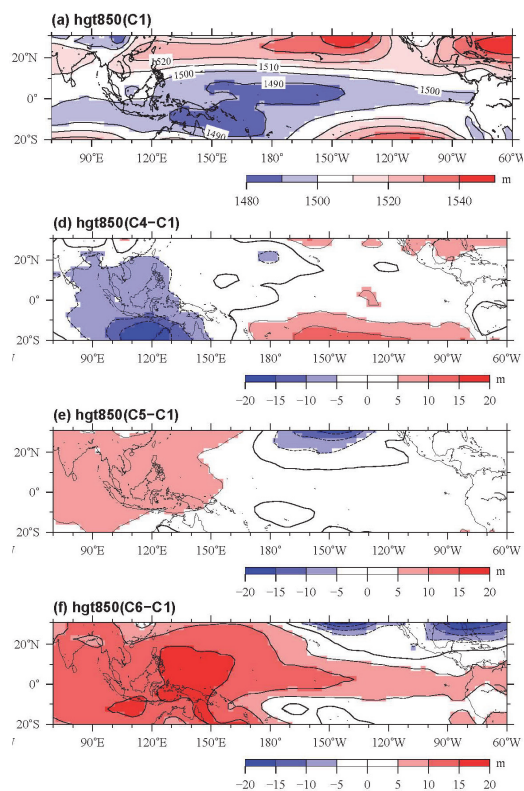 (a) hgt850(C1)
20°N
0°
20°S
1520
1510
1500
1490
1500
1490
90°E 120°E 150°E 180° 150°W 120°W 90°W 60°W
m
1480 1500 1520 1540
(d) hgt850(C4−C1)
20°N
0°
20°S
W 90°E 120°E 150°E 180° 150°W 120°W 90°W 60°W
m
−20 −15 −10 −5 0 5 10 15 20
(e) hgt850(C5−C1)
20°N
0°
20°S
W 90°E 120°E 150°E 180° 150°W 120°W 90°W 60°W
m
−20 −15 −10 −5 0 5 10 15 20
(f) hgt850(C6−C1)
20°N
0°
20°S
W 90°E 120°E 150°E 180° 150°W 120°W 90°W 60°W
m
−20 −15 −10 −5 0 5 10 15 20